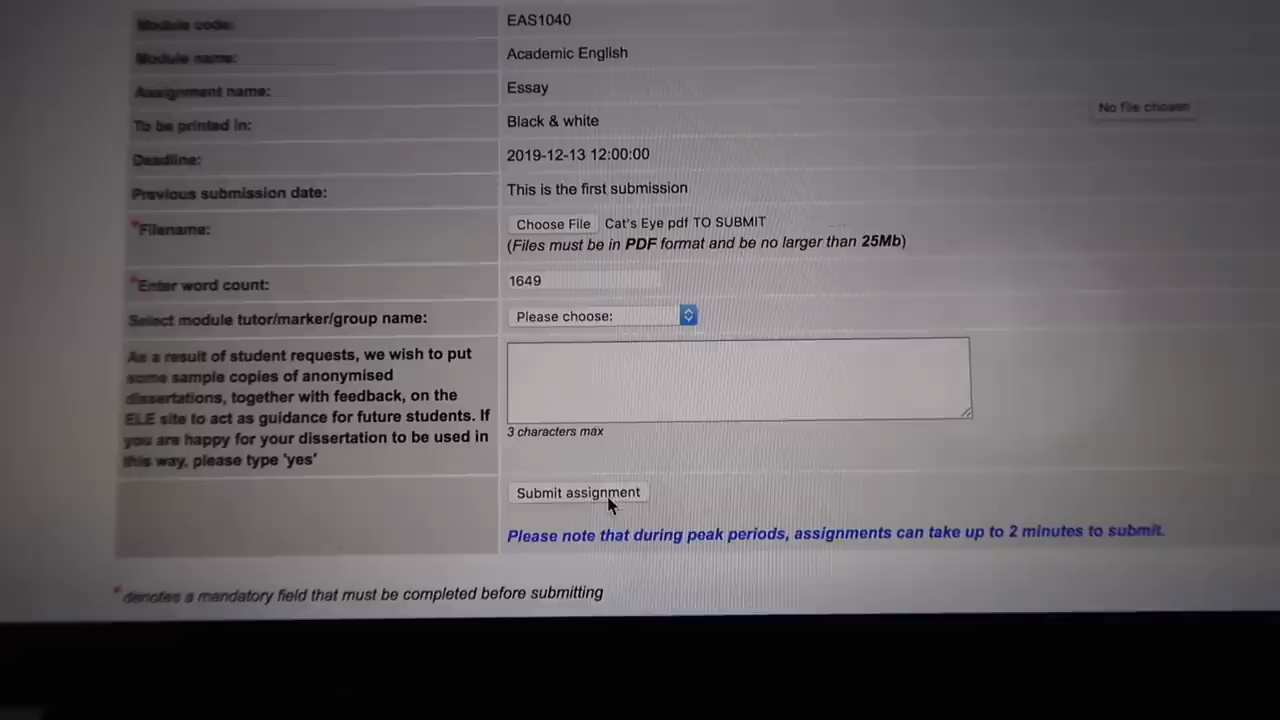 Module code: EAS1040
Module name: Academic English
Assignment name: Essay
To be printed in: Black & white
No file chosen
Deadline: 2019-12-13 12:00:00
Previous submission date: This is the first submission
*Filename: Choose File Cat's Eye pdf TO SUBMIT
(Files must be in PDF format and be no larger than 25Mb)
*Enter word count: 1649
Select module tutor/marker/group name: Please choose:
As a result of student requests, we wish to put
some sample copies of anonymised
dissertations, together with feedback, on the
ELE site to act as guidance for future students. If
you are happy for your dissertation to be used in
this way, please type 'yes'
3 characters max
Submit assignment
Please note that during peak periods, assignments can take up to 2 minutes to submit.
* denotes a mandatory field that must be completed before submitting